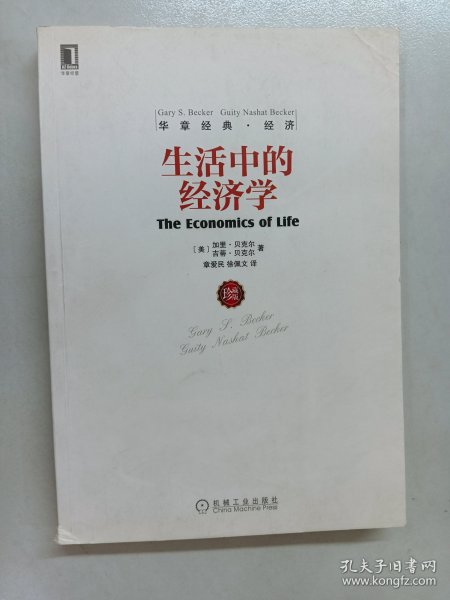 华章经管
Gary S. Becker Guity Nashat Becker
华章经典·经济
生活中的
经济学
The Economics of Life
[美] 加里·贝克尔 著
吉蒂·贝克尔
章爱民 徐佩文 译
珍藏版
Gary S. Becker
Guity Nashat Becker
机械工业出版社
China Machine Press
孔夫子旧书网
www.kongfz.com